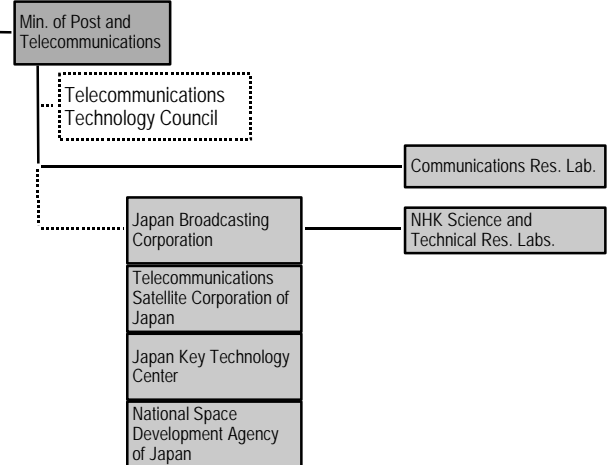 Min. of Post and
Telecommunications
Telecommunications
Technology Council
Communications Res. Lab.
Japan Broadcasting
Corporation
NHK Science and
Technical Res. Labs.
Telecommunications
Satellite Corporation of
Japan
Japan Key Technology
Center
National Space
Development Agency
of Japan